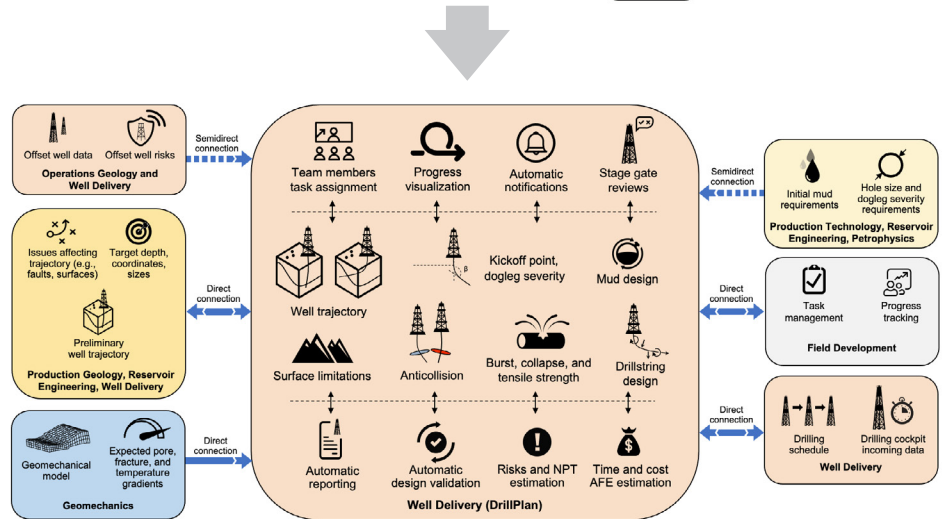 Offset well data
Offset well risks
Operations Geology and
Well Delivery
Semidirect
connection
Issues affecting
trajectory (e.g.,
faults, surfaces)
Target depth,
coordinates,
sizes
Preliminary
well trajectory
Production Geology, Reservoir
Engineering, Well Delivery
Direct
connection
Geomechanical
model
Expected pore,
fracture, and
temperature
gradients
Geomechanics
Direct
connection
Team members
task assignment
Progress
visualization
Automatic
notifications
Stage gate
reviews
Well trajectory
β
Kickoff point,
dogleg severity
Mud design
Surface limitations
Anticollision
Burst, collapse, and
tensile strength
Drillstring
design
Automatic
reporting
Automatic
design validation
Risks and NPT
estimation
$
Time and cost
AFE estimation
Well Delivery (DrillPlan)
Semidirect
connection
Initial mud
requirements
Hole size and
dogleg severity
requirements
Production Technology, Reservoir
Engineering, Petrophysics
Direct
connection
Task
management
Progress
tracking
Field Development
Direct
connection
Drilling
schedule
Drilling cockpit
incoming data
Well Delivery